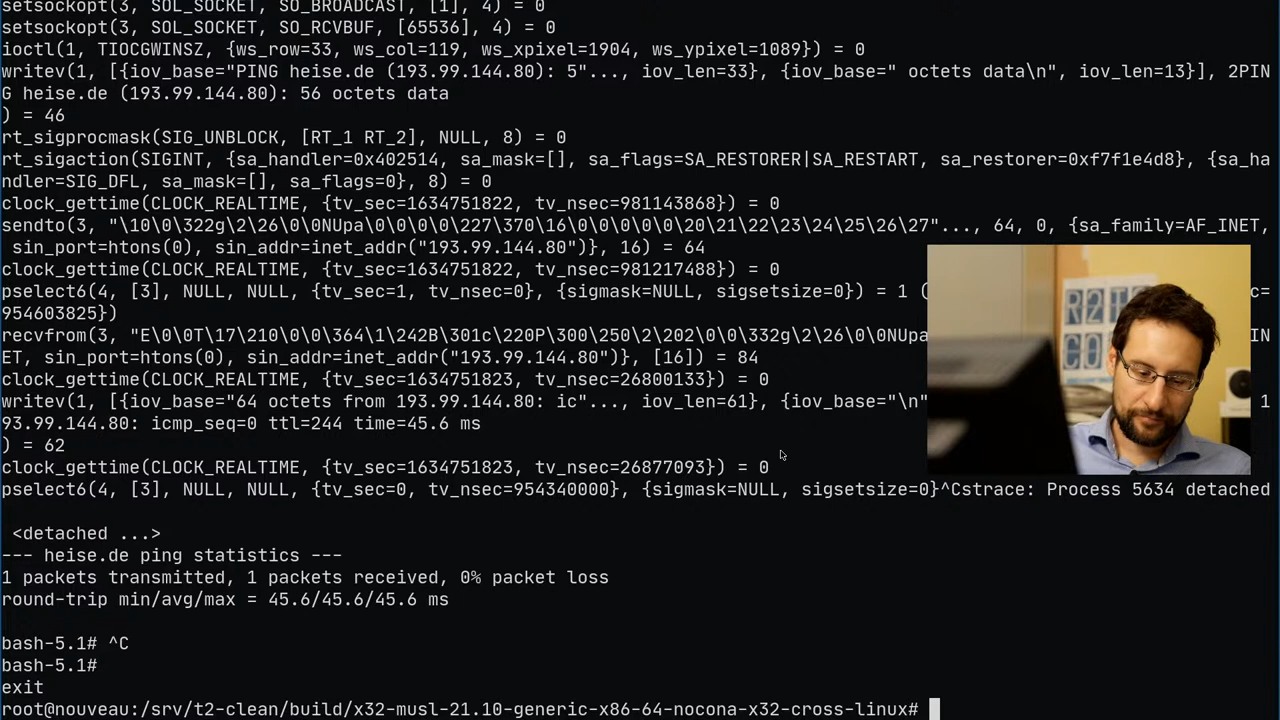 setsockopt(3, SOL_SOCKET, SO_BROADCAST, [1], 4) = 0
setsockopt(3, SOL_SOCKET, SO_RCVBUF, [65536], 4) = 0
ioctl(1, TIOCGWINSZ, {ws_row=33, ws_col=119, ws_xpixel=1904, ws_ypixel=1089}) = 0
writev(1, [{iov_base="PING heise.de (193.99.144.80): 5"..., iov_len=33}, {iov_base=" octets data\n", iov_len=13}], 2PIN
G heise.de (193.99.144.80): 56 octets data
) = 46
rt_sigprocmask(SIG_UNBLOCK, [RT_1 RT_2], NULL, 8) = 0
rt_sigaction(SIGINT, {sa_handler=0x402514, sa_mask=[], sa_flags=SA_RESTORER|SA_RESTART, sa_restorer=0xf7f1e4d8}, {sa_ha
ndler=SIG_DFL, sa_mask=[], sa_flags=0}, 8) = 0
clock_gettime(CLOCK_REALTIME, {tv_sec=1634751822, tv_nsec=981143868}) = 0
sendto(3, "\10\0\322g\2\26\0\0NUpa\0\0\0\0\227\370\16\0\0\0\0\0\20\21\22\23\24\25\26\27"..., 64, 0, {sa_family=AF_INET,
sin_port=htons(0), sin_addr=inet_addr("193.99.144.80")}, 16) = 64
clock_gettime(CLOCK_REALTIME, {tv_sec=1634751822, tv_nsec=981217488}) = 0
pselect6(4, [3], NULL, NULL, {tv_sec=1, tv_nsec=0}, {sigmask=NULL, sigsetsize=0}) = 1 ( c=
954603825})
recvfrom(3, "E\0\0T\17\210\0\0\364\1\242B\301c\220P\300\250\2\202\0\0\332g\2\26\0\0NUpa IN
ET, sin_port=htons(0), sin_addr=inet_addr("193.99.144.80")}, [16]) = 84
clock_gettime(CLOCK_REALTIME, {tv_sec=1634751823, tv_nsec=26800133}) = 0
writev(1, [{iov_base="64 octets from 193.99.144.80: ic"..., iov_len=61}, {iov_base="\n" 1
93.99.144.80: icmp_seq=0 ttl=244 time=45.6 ms
) = 62
clock_gettime(CLOCK_REALTIME, {tv_sec=1634751823, tv_nsec=26877093}) = 0
pselect6(4, [3], NULL, NULL, {tv_sec=0, tv_nsec=954340000}, {sigmask=NULL, sigsetsize=0}^Cstrace: Process 5634 detached
<detached ...>
--- heise.de ping statistics ---
1 packets transmitted, 1 packets received, 0% packet loss
round-trip min/avg/max = 45.6/45.6/45.6 ms
bash-5.1# ^C
bash-5.1#
exit
root@nouveau:/srv/t2-clean/build/x32-musl-21.10-generic-x86-64-nocona-x32-cross-linux#